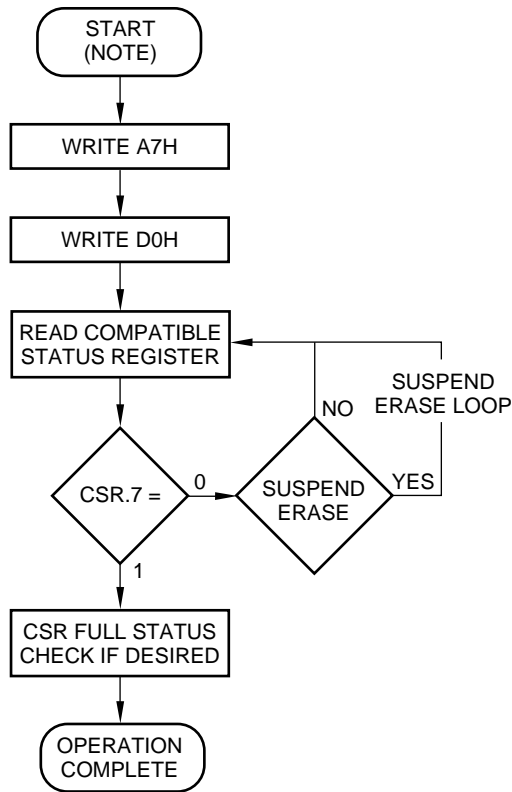 START
(NOTE)
WRITE A7H
WRITE D0H
READ COMPATIBLE
STATUS REGISTER
SUSPEND
ERASE LOOP
NO
CSR.7 =
0
SUSPEND
ERASE
YES
1
CSR FULL STATUS
CHECK IF DESIRED
OPERATION
COMPLETE